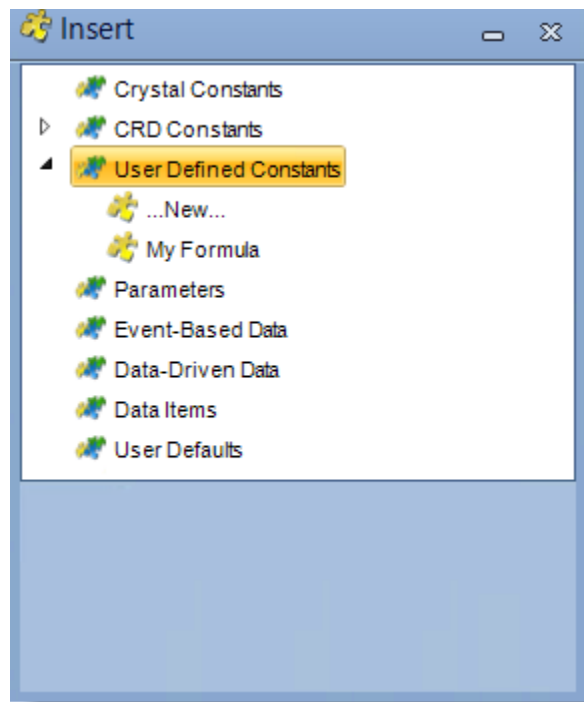 Insert
Crystal Constants
CRD Constants
User Defined Constants
...New...
My Formula
Parameters
Event-Based Data
Data-Driven Data
Data Items
User Defaults